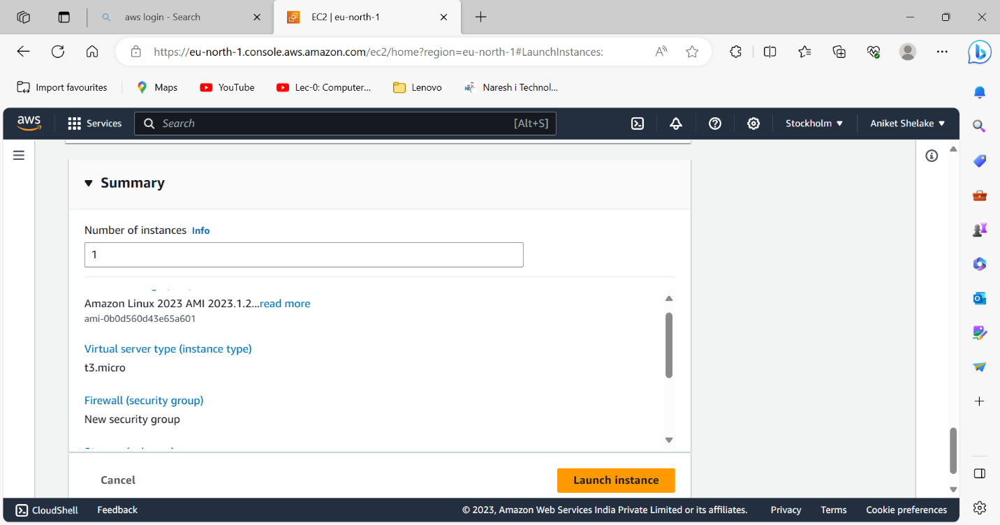 aws login - Search
EC2 | eu-north-1
https://eu-north-1.console.aws.amazon.com/ec2/home?region=eu-north-1#LaunchInstances:
Import favourites
Maps
YouTube
Lec-0: Computer...
Lenovo
Naresh i Technol...
aws
Services
Search
[Alt+S]
Stockholm
Aniket Shelake
Summary
Number of instances Info
1
Amazon Linux 2023 AMI 2023.1.2...read more
ami-0b0d560d43e65a601
Virtual server type (instance type)
t3.micro
Firewall (security group)
New security group
Cancel
Launch instance
CloudShell
Feedback
© 2023, Amazon Web Services India Private Limited or its affiliates.
Privacy
Terms
Cookie preferences